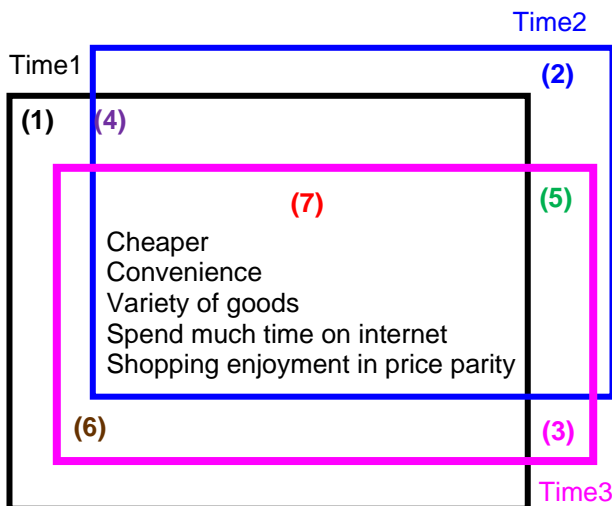 Time2
Time1
(2)
(1) (4)
(7) (5)
Cheaper
Convenience
Variety of goods
Spend much time on internet
Shopping enjoyment in price parity
(6) (3)
Time3